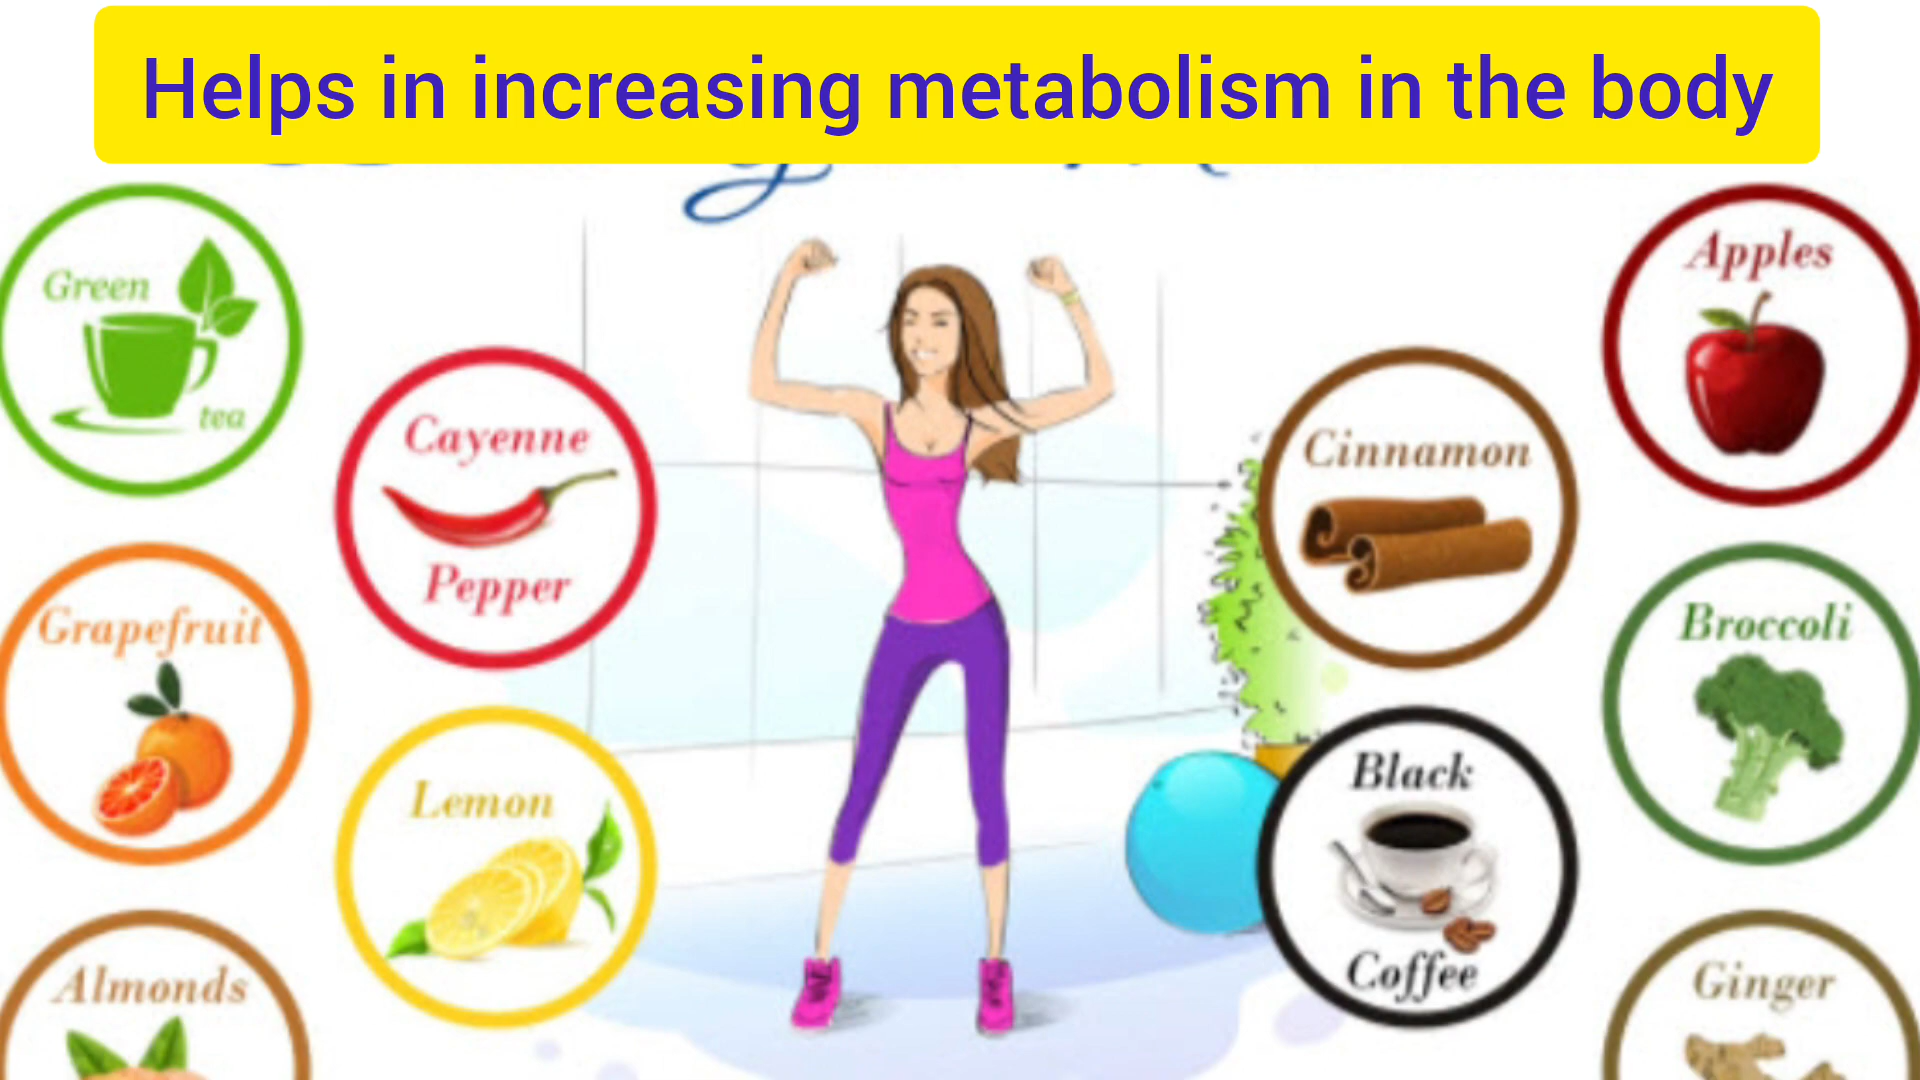 Helps in increasing metabolism in the body
Green
tea
Cayenne
Pepper
Grapefruit
Lemon
Almonds
Cinnamon
Apples
Broccoli
Black
Coffee
Ginger